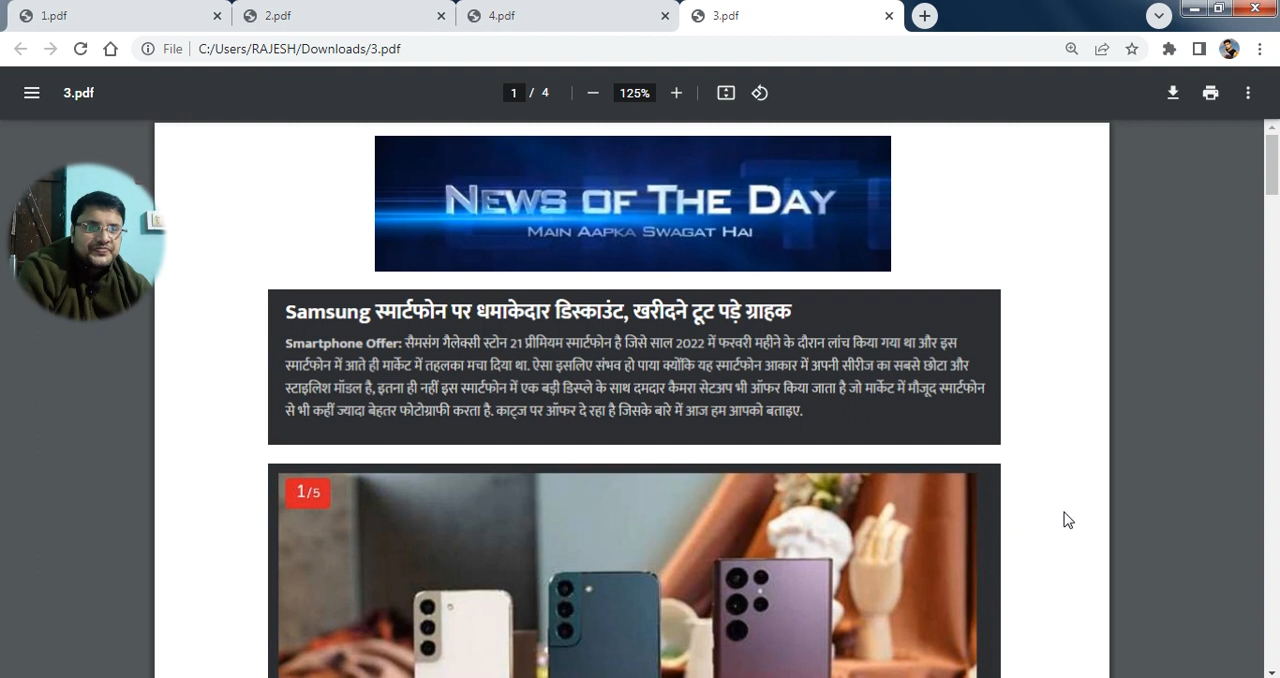 1.pdf
2.pdf
4.pdf
3.pdf
File
C:/Users/RAJESH/Downloads/3.pdf
3.pdf
1 / 4
125%
NEWS OF THE DAY
MAIN AAPKA SWAGAT HAI
Samsung स्मार्टफोन पर धमाकेदार डिस्काउंट, खरीदने टूट पड़े ग्राहक
Smartphone Offer: सैमसंग गैलेक्सी स्टोन 21 प्रीमियम स्मार्टफोन है जिसे साल 2022 में फरवरी महीने के दौरान लांच किया गया था और इस
स्मार्टफोन में आते ही मार्केट में तहलका मचा दिया था. ऐसा इसलिए संभव हो पाया क्योंकि यह स्मार्टफोन आकार में अपनी सीरीज का सबसे छोटा और
स्टाइलिश मॉडल है, इतना ही नहीं इस स्मार्टफोन में एक बड़ी डिस्प्ले के साथ दमदार कैमरा सेटअप भी ऑफर किया जाता है जो मार्केट में मौजूद स्मार्टफोन
से भी कहीं ज्यादा बेहतर फोटोग्राफी करता है. काट्ज पर ऑफर दे रहा है जिसके बारे में आज हम आपको बताइए.
1/5